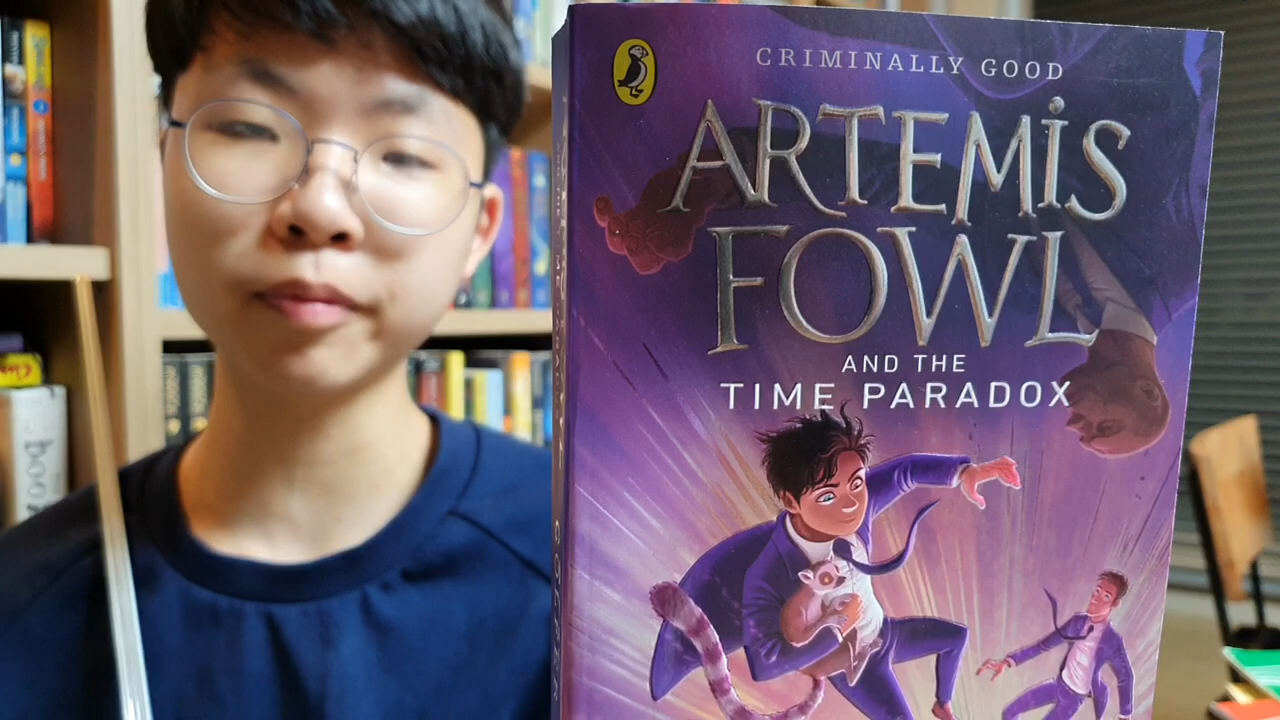 CRIMINALLY GOOD
ARTEMiS
FOWL
AND THE
TIME PARADOX